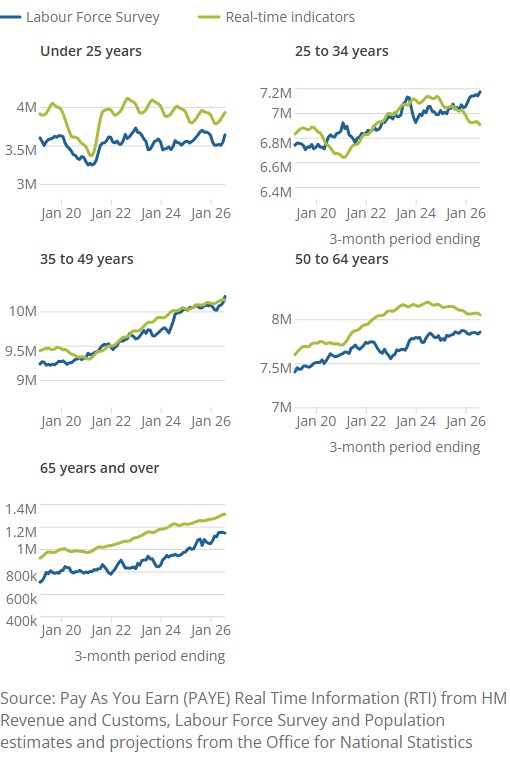 Labour Force Survey Real-time indicators
Under 25 years
4M
3.5M
3M
Jan 20 Jan 22 Jan 24 Jan 26
25 to 34 years
7.2M
7M
6.8M
6.6M
6.4M
Jan 20 Jan 22 Jan 24 Jan 26
3-month period ending
35 to 49 years
10M
9.5M
9M
Jan 20 Jan 22 Jan 24 Jan 26
50 to 64 years
8M
7.5M
7M
Jan 20 Jan 22 Jan 24 Jan 26
3-month period ending
65 years and over
1.4M
1.2M
1M
800k
600k
400k
Jan 20 Jan 22 Jan 24 Jan 26
3-month period ending
Source: Pay As You Earn (PAYE) Real Time Information (RTI) from HM
Revenue and Customs, Labour Force Survey and Population
estimates and projections from the Office for National Statistics